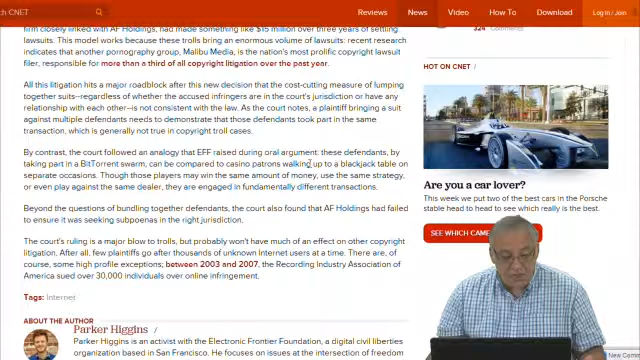 ch CNET
Reviews
News
Video
How To
Download
Log In / Join
firm closely linked with AF Holdings, had made something like $15 million over three years of settling
lawsuits. This model works because these trolls bring an enormous volume of lawsuits: recent research
indicates that another pornography group, Malibu Media, is the nation's most prolific copyright lawsuit
filer, responsible for more than a third of all copyright litigation over the past year.
All this litigation hits a major roadblock after this new decision that the cost-cutting measure of lumping
together suits--regardless of whether the accused infringers are in the court's jurisdiction or have any
relationship with each other--is not consistent with the law. As the court notes, a plaintiff bringing a suit
against multiple defendants needs to demonstrate that those defendants took part in the same
transaction, which is generally not true in copyright troll cases.
By contrast, the court followed an analogy that EFF raised during oral argument: these defendants, by
taking part in a BitTorrent swarm, can be compared to casino patrons walking up to a blackjack table on
separate occasions. Though those players may win the same amount of money, use the same strategy,
or even play against the same dealer, they are engaged in fundamentally different transactions.
Beyond the questions of bundling together defendants, the court also found that AF Holdings had failed
to ensure it was seeking subpoenas in the right jurisdiction.
The court's ruling is a major blow to trolls, but probably won't have much of an effect on other copyright
litigation. After all, few plaintiffs go after thousands of unknown Internet users at a time. There are, of
course, some high profile exceptions; between 2003 and 2007, the Recording Industry Association of
America sued over 30,000 individuals over online infringement.
Tags: Internet
ABOUT THE AUTHOR
Parker Higgins /
Parker Higgins is an activist with the Electronic Frontier Foundation, a digital civil liberties
organization based in San Francisco. He focuses on issues at the intersection of freedom
324 Comments
HOT ON CNET /
Are you a car lover?
This week we put two of the best cars in the Porsche
stable head to head to see which really is the best.
SEE WHICH CAME
New Comm